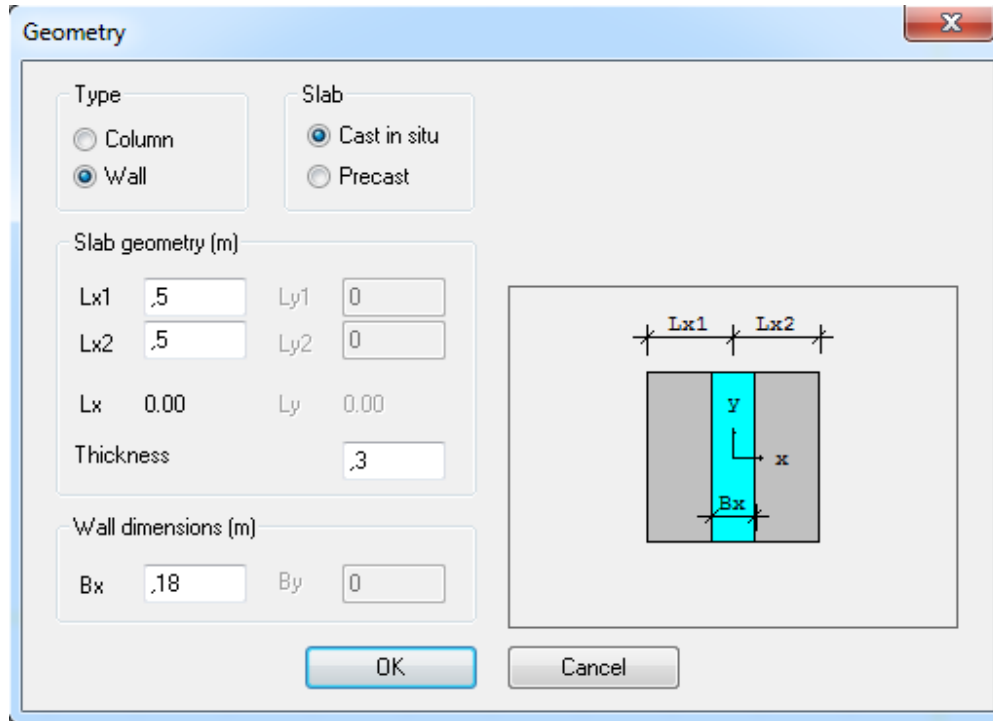 Geometry
X
Type
Column
Wall
Slab
Cast in situ
Precast
Slab geometry (m)
Lx1 ,5 Ly1 0
Lx2 ,5 Ly2 0
Lx 0.00 Ly 0.00
Thickness ,3
Wall dimensions (m)
Bx ,18 By 0
Lx1 Lx2
y
x
Bx
OK Cancel